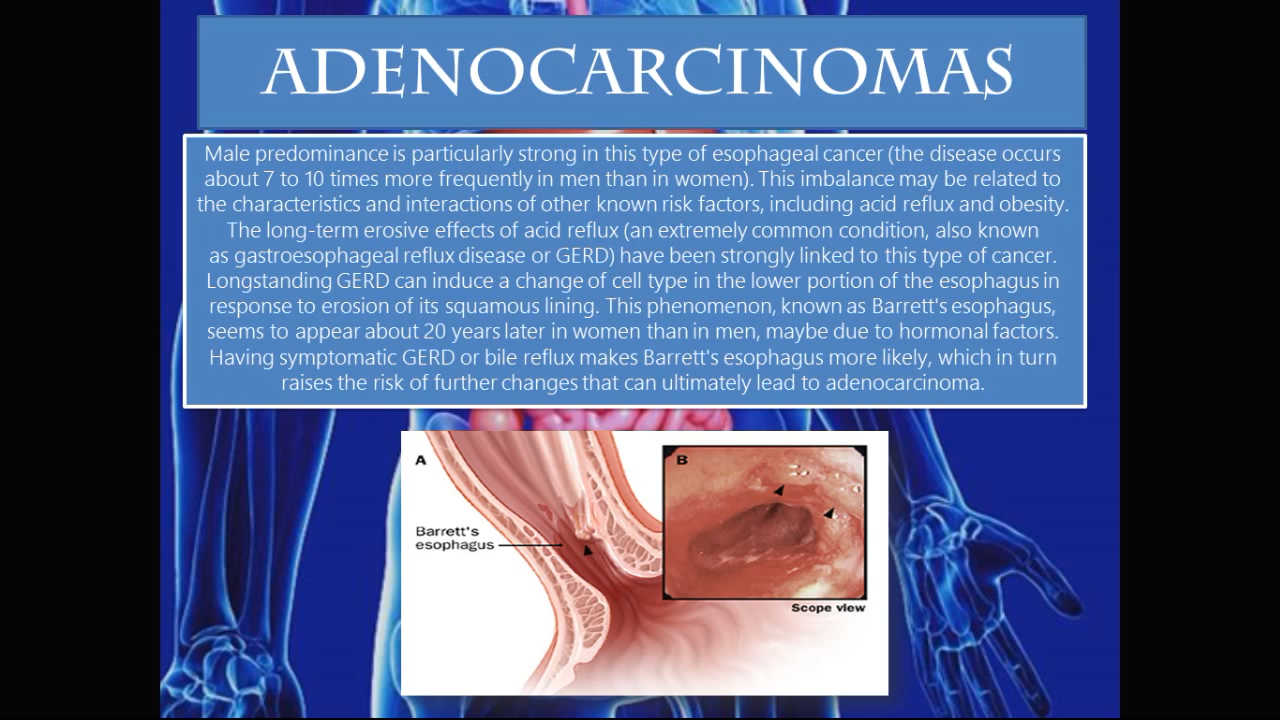 ADENOCARCINOMAS
Male predominance is particularly strong in this type of esophageal cancer (the disease occurs
about 7 to 10 times more frequently in men than in women). This imbalance may be related to
the characteristics and interactions of other known risk factors, including acid reflux and obesity.
The long-term erosive effects of acid reflux (an extremely common condition, also known
as gastroesophageal reflux disease or GERD) have been strongly linked to this type of cancer.
Longstanding GERD can induce a change of cell type in the lower portion of the esophagus in
response to erosion of its squamous lining. This phenomenon, known as Barrett's esophagus,
seems to appear about 20 years later in women than in men, maybe due to hormonal factors.
Having symptomatic GERD or bile reflux makes Barrett's esophagus more likely, which in turn
raises the risk of further changes that can ultimately lead to adenocarcinoma.
A
Barrett's
esophagus
B
Scope view